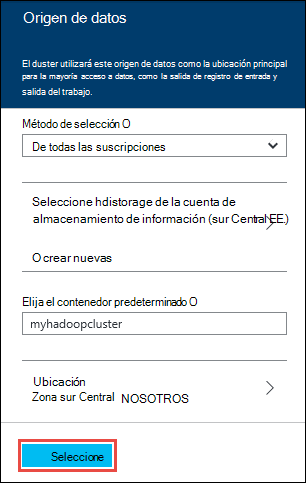 Origen de datos
El duster utilizará este origen de datos como la ubicación principal
para la mayoría acceso a datos, como la salida de registro de entrada y
salida del trabajo.
Método de selección O
De todas las suscripciones
Seleccione hdistorage de la cuenta de
almacenamiento de información (sur Central EE.)
O crear nuevas
Elija el contenedor predeterminado O
myhadoopcluster
Ubicación
Zona sur Central NOSOTROS
Seleccione